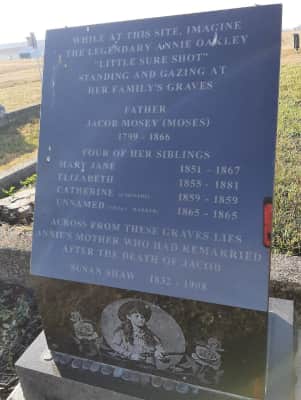 WHILE AT THIS SITE, IMAGINE
THE LEGENDARY ANNIE OAKLEY
"LITTLE SURE SHOT"
STANDING AND GAZING AT
HER FAMILY'S GRAVES
FATHER
JACOB MOSEY (MOSES)
1799 - 1866
FOUR OF HER SIBLINGS
MARY JANE 1851 - 1867
ELIZABETH 1855 - 1881
CATHERINE 1859 - 1859
UNNAMED 1865 - 1865
ACROSS FROM THESE GRAVES LIES
ANNIE'S MOTHER WHO HAD REMARRIED
AFTER THE DEATH OF JACOB
SUSAN SHAW 1832 - 1908